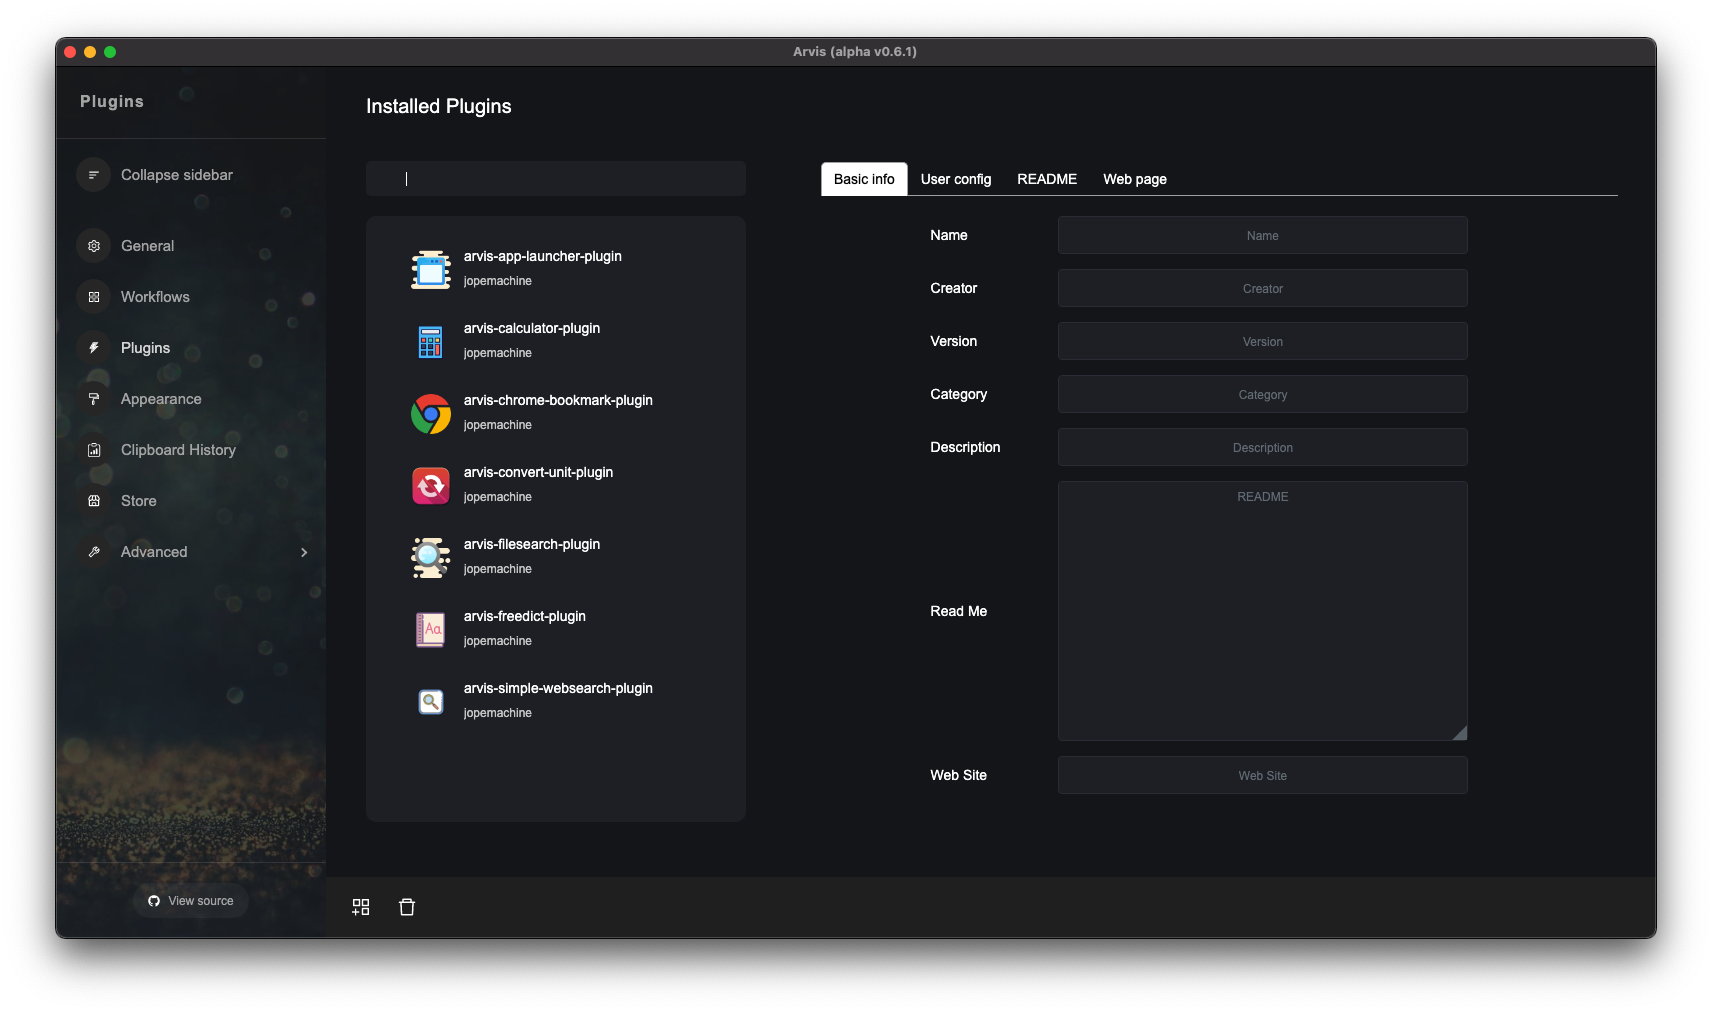 Arvis (alpha v0.6.1)
Plugins
Collapse sidebar
General
Workflows
Plugins
Appearance
Clipboard History
Store
Advanced
View source
Installed Plugins
arvis-app-launcher-plugin
jopemachine
arvis-calculator-plugin
jopemachine
arvis-chrome-bookmark-plugin
jopemachine
arvis-convert-unit-plugin
jopemachine
arvis-filesearch-plugin
jopemachine
Aa
arvis-freedict-plugin
jopemachine
arvis-simple-websearch-plugin
jopemachine
Basic info User config README Web page
Name Name
Creator Creator
Version Version
Category Category
Description Description
README
Read Me
Web Site Web Site